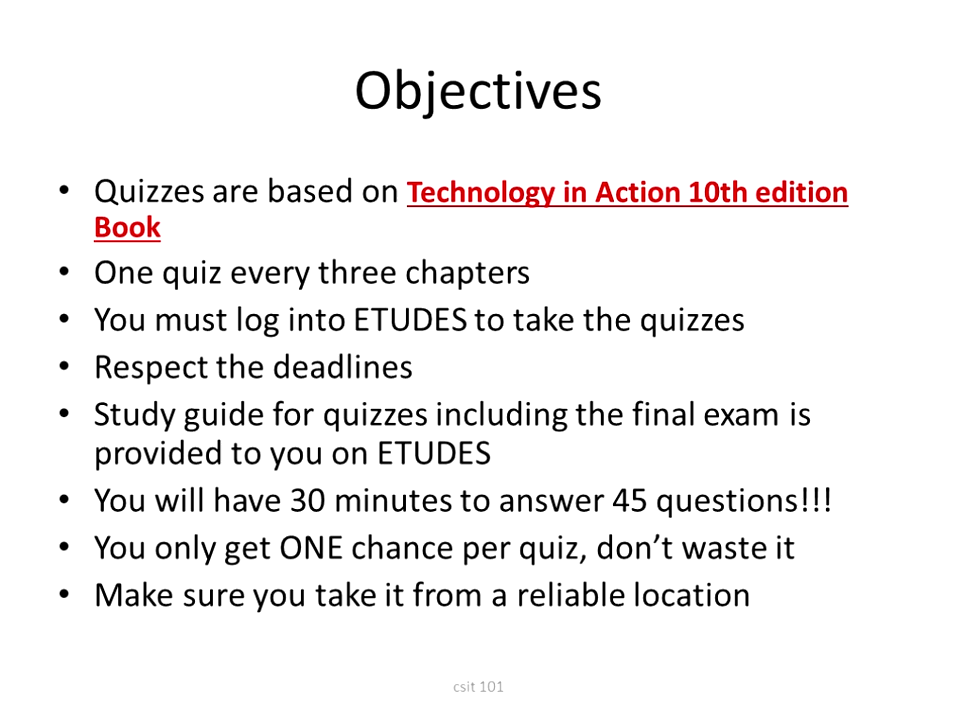 Objectives
• Quizzes are based on Technology in Action 10th edition
Book
• One quiz every three chapters
• You must log into ETUDES to take the quizzes
• Respect the deadlines
• Study guide for quizzes including the final exam is
provided to you on ETUDES
• You will have 30 minutes to answer 45 questions!!!
• You only get ONE chance per quiz, don’t waste it
• Make sure you take it from a reliable location
csit 101